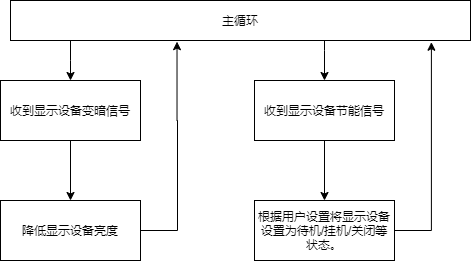 主循环
收到显示设备变暗信号
收到显示设备节能信号
降低显示设备亮度
根据用户设置将显示设备
设置为待机/挂机/关闭等
状态。